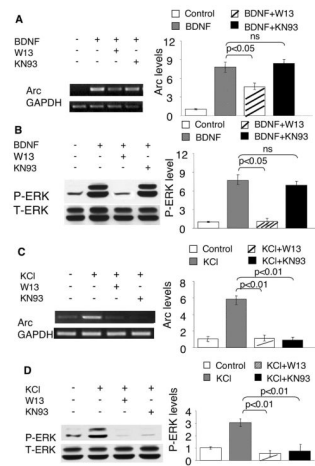 A
BDNF - + + +
W13 +
KN93 +
Arc
GAPDH
Control BDNF+W13
BDNF BDNF+KN93
ns
p<0.05
Arc levels
12
9
6
3
0
B
BDNF - + + +
W13 +
KN93 +
P-ERK
T-ERK
Control BDNF+W13
BDNF BDNF+KN93
ns
p<0.05
P-ERK levels
12
9
6
3
0
C
KCl - + + +
W13 +
KN93 +
Arc
GAPDH
Control KCl+W13
KCl KCl+KN93
p<0.01
p<0.01
Arc levels
8
6
4
2
0
D
KCl - + + +
W13 +
KN93 +
P-ERK
T-ERK
Control KCl+W13
KCl KCl+KN93
p<0.01
p<0.01
P-ERK levels
5
4
3
2
1
0